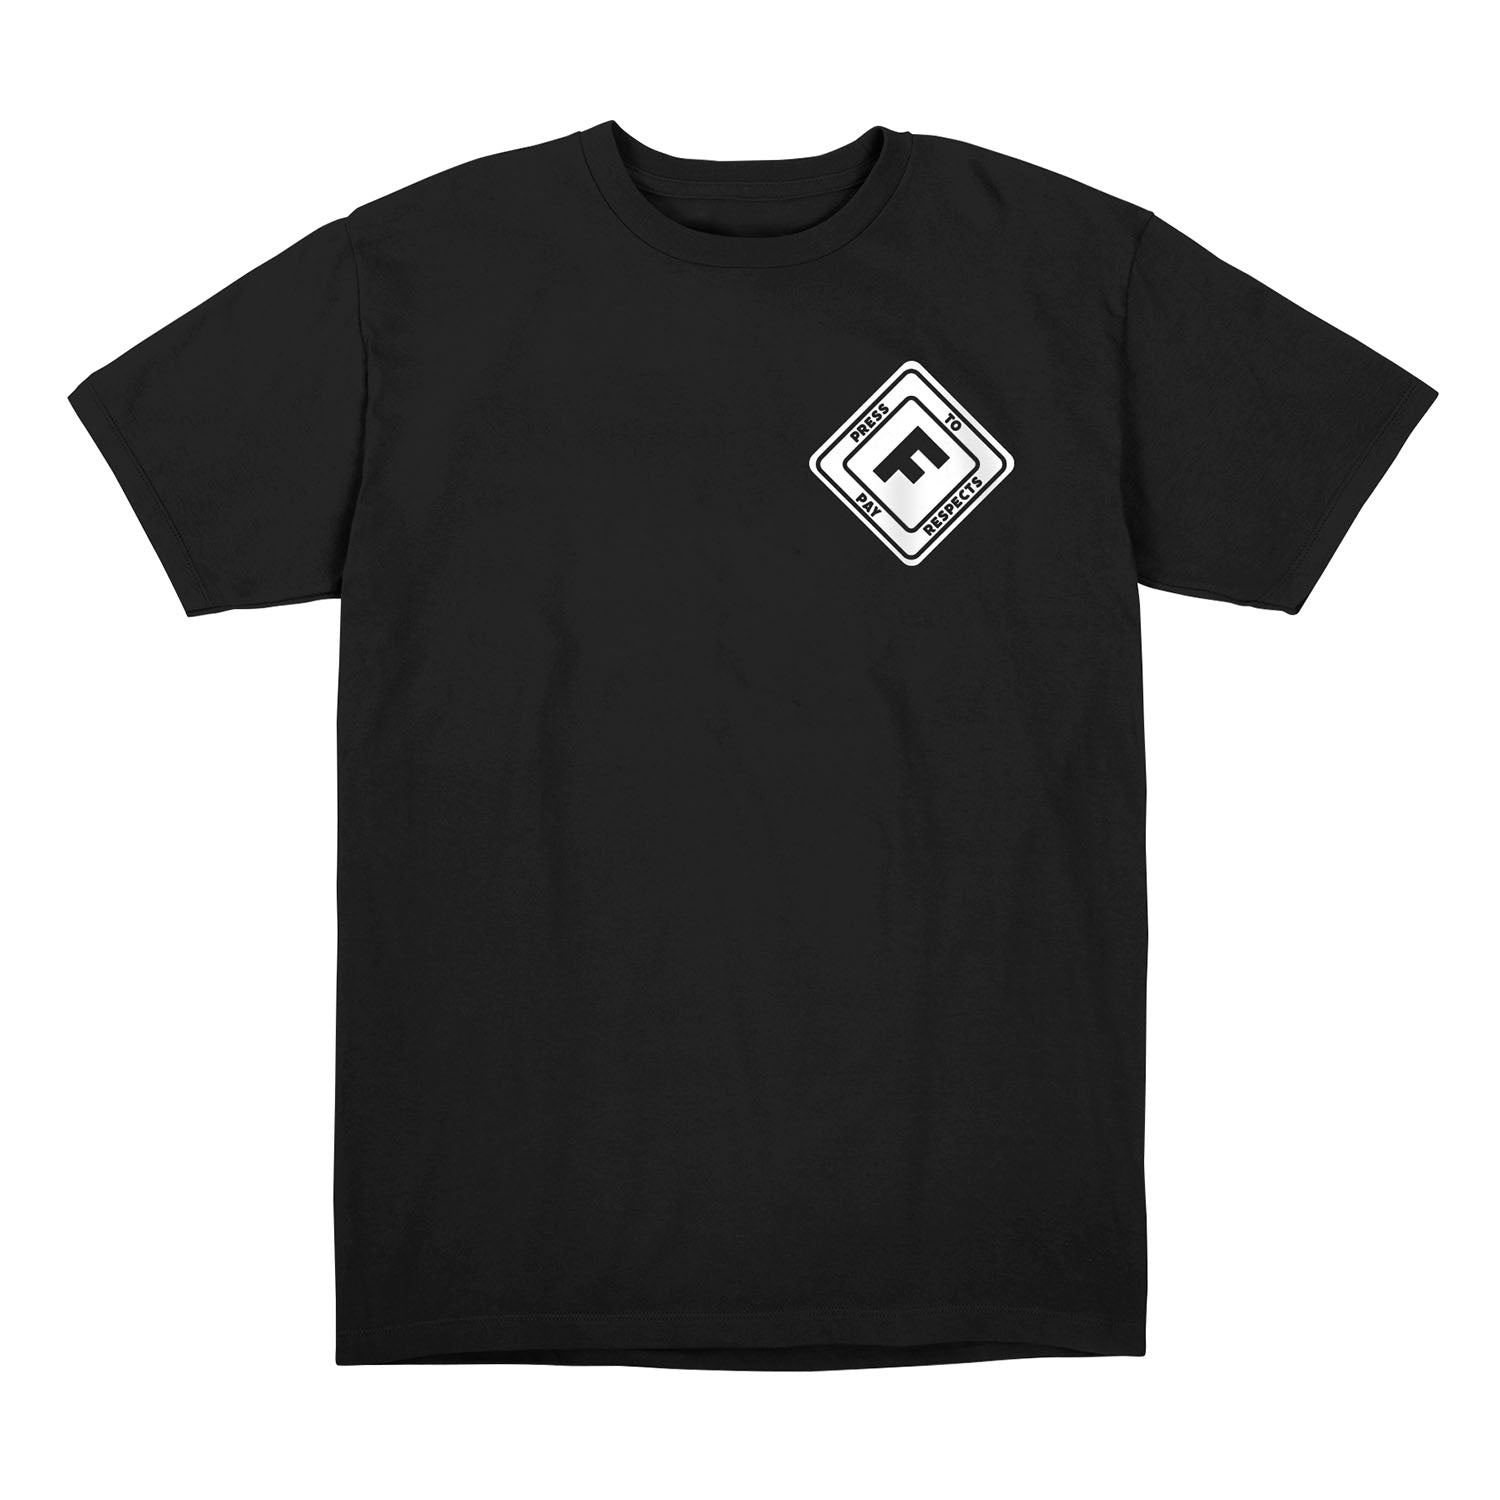 PRESS
TO
F
PAY
RESPECTS